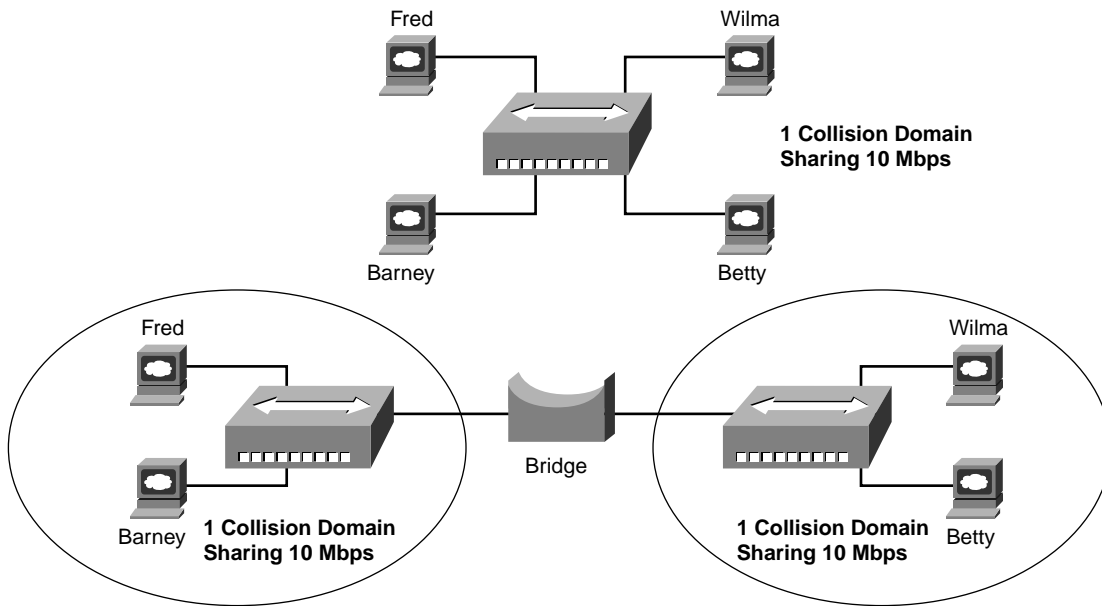 Fred
Wilma
1 Collision Domain
Sharing 10 Mbps
Barney
Betty
Fred
Wilma
Bridge
Barney
1 Collision Domain
Sharing 10 Mbps
1 Collision Domain
Sharing 10 Mbps
Betty